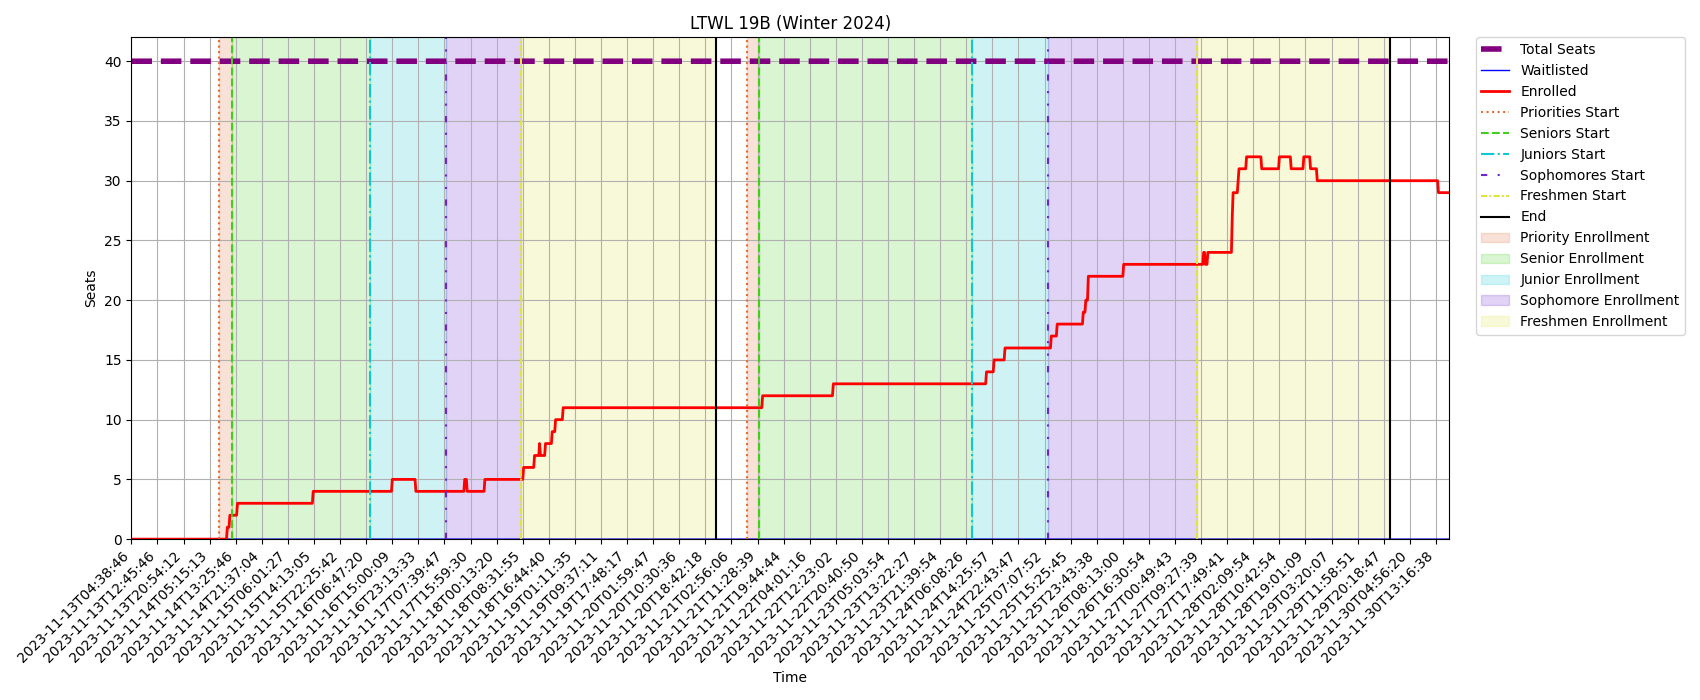 LTWL 19B (Winter 2024)
40
35
30
25
20
15
10
5
0
Seats
2023-11-13T04:38:46
2023-11-13T12:45:46
2023-11-13T20:54:12
2023-11-14T05:15:13
2023-11-14T13:25:46
2023-11-14T21:37:04
2023-11-15T06:01:27
2023-11-15T14:13:05
2023-11-15T22:25:42
2023-11-16T06:47:20
2023-11-16T15:00:09
2023-11-16T23:13:33
2023-11-17T07:39:47
2023-11-17T15:59:30
2023-11-18T00:13:20
2023-11-18T08:31:55
2023-11-18T16:44:40
2023-11-19T01:11:35
2023-11-19T09:37:11
2023-11-19T17:48:17
2023-11-20T01:59:47
2023-11-20T10:30:36
2023-11-20T18:42:18
2023-11-21T02:56:06
2023-11-21T11:28:39
2023-11-21T19:44:44
2023-11-22T04:01:16
2023-11-22T12:23:02
2023-11-22T20:40:50
2023-11-23T05:03:54
2023-11-23T13:22:27
2023-11-23T21:39:54
2023-11-24T06:08:26
2023-11-24T14:25:57
2023-11-24T22:43:47
2023-11-25T07:07:52
2023-11-25T15:25:45
2023-11-25T23:43:38
2023-11-26T08:13:00
2023-11-26T16:30:54
2023-11-27T00:49:43
2023-11-27T09:27:39
2023-11-27T17:49:41
2023-11-28T02:09:54
2023-11-28T10:42:54
2023-11-28T19:01:09
2023-11-29T03:20:07
2023-11-29T11:58:51
2023-11-29T20:18:47
2023-11-30T04:56:20
2023-11-30T13:16:38
Time
Total Seats
Waitlisted
Enrolled
Priorities Start
Seniors Start
Juniors Start
Sophomores Start
Freshmen Start
End
Priority Enrollment
Senior Enrollment
Junior Enrollment
Sophomore Enrollment
Freshmen Enrollment